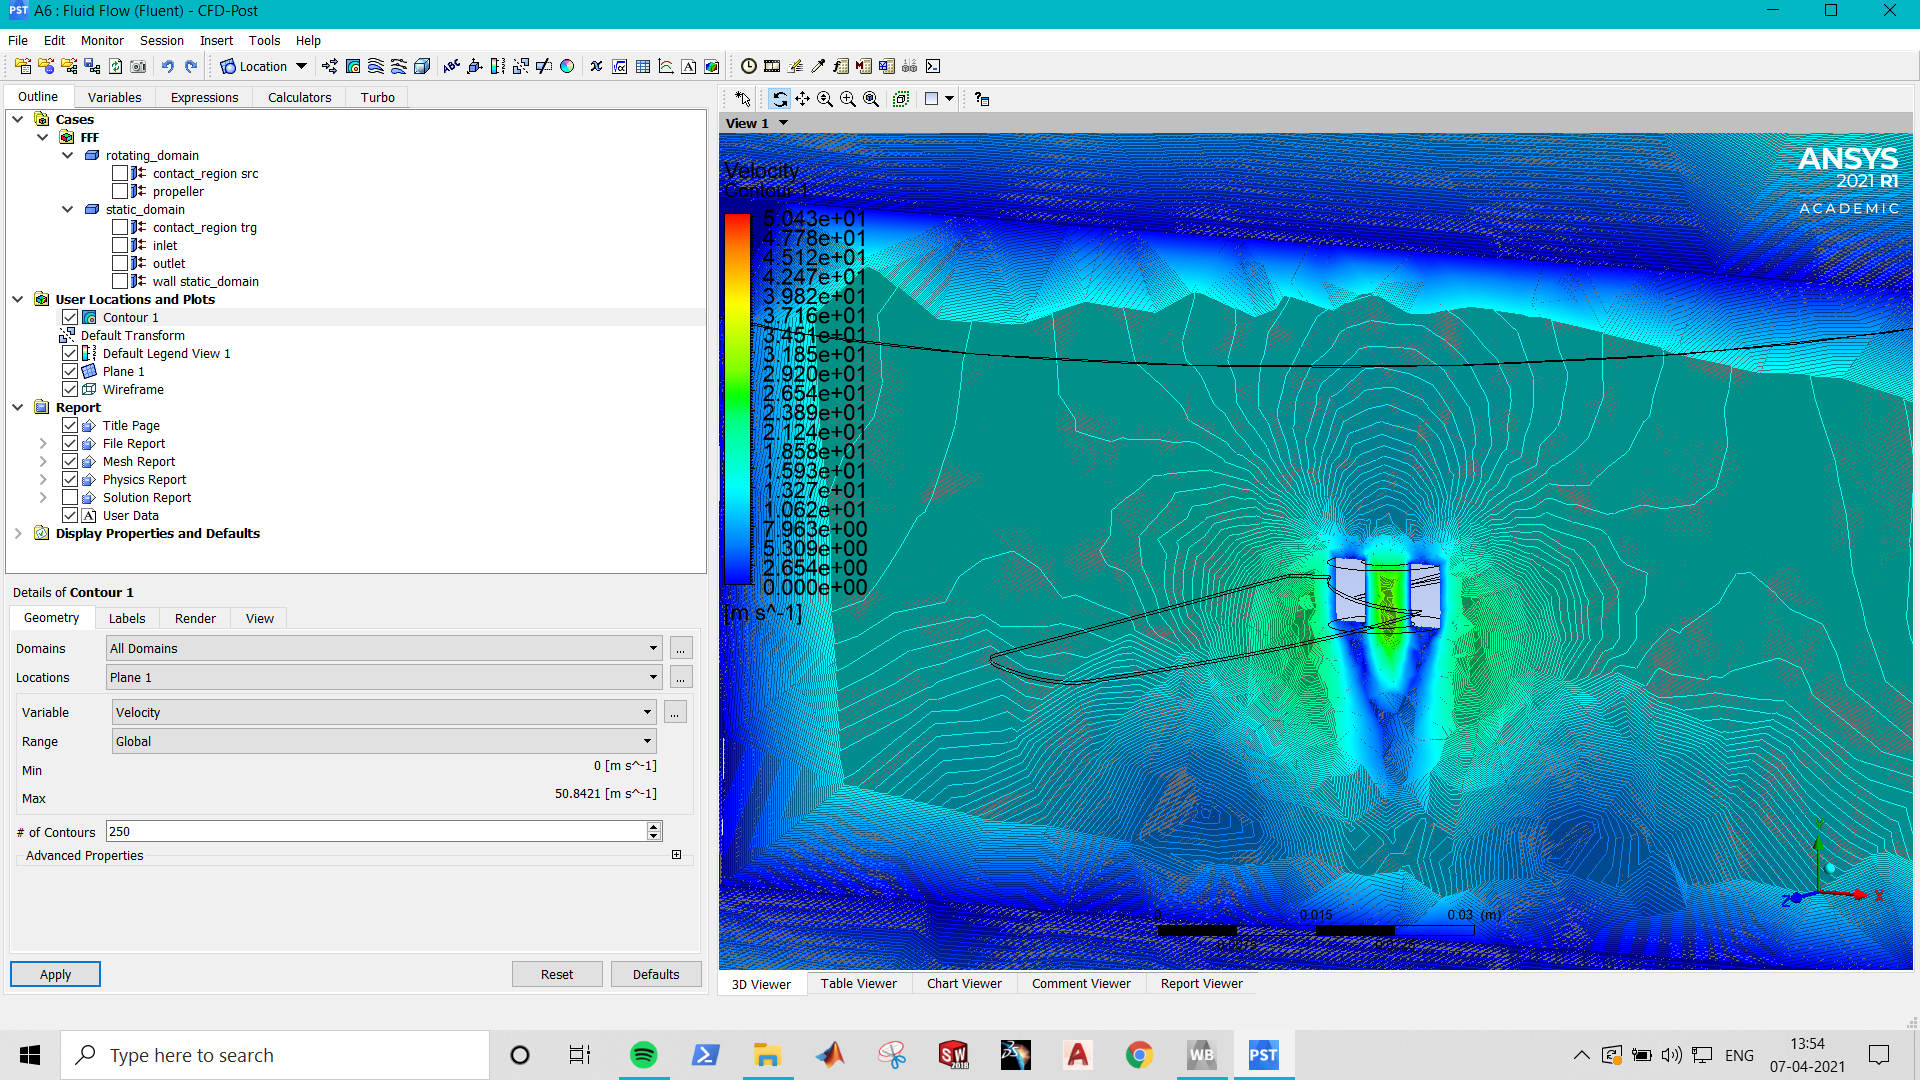 PST A6 : Fluid Flow (Fluent) - CFD-Post
File Edit Monitor Session Insert Tools Help
Location
Outline Variables Expressions Calculators Turbo
Cases
FFF
rotating_domain
contact_region src
propeller
static_domain
contact_region trg
inlet
outlet
wall static_domain
User Locations and Plots
Contour 1
Default Transform
Default Legend View 1
Plane 1
Wireframe
Report
Title Page
File Report
Mesh Report
Physics Report
Solution Report
User Data
Display Properties and Defaults
Details of Contour 1
Geometry Labels Render View
Domains All Domains ...
Locations Plane 1 ...
Variable Velocity ...
Range Global
Min 0 [m s^-1]
Max 50.8421 [m s^-1]
# of Contours 250
Advanced Properties
Apply Reset Defaults
View 1
Velocity
Contour 1
5.043e+01
4.778e+01
4.512e+01
4.247e+01
3.982e+01
3.716e+01
3.451e+01
3.185e+01
2.920e+01
2.654e+01
2.389e+01
2.124e+01
1.858e+01
1.593e+01
1.327e+01
1.062e+01
7.963e+00
5.309e+00
2.654e+00
0.000e+00
[m s^-1]
ANSYS
2021 R1
ACADEMIC
Y
Z X
0 0.015 0.03 (m)
0.0075 0.0225
3D Viewer Table Viewer Chart Viewer Comment Viewer Report Viewer
Type here to search
SW
2018
WB
PST
ENG
13:54
07-04-2021